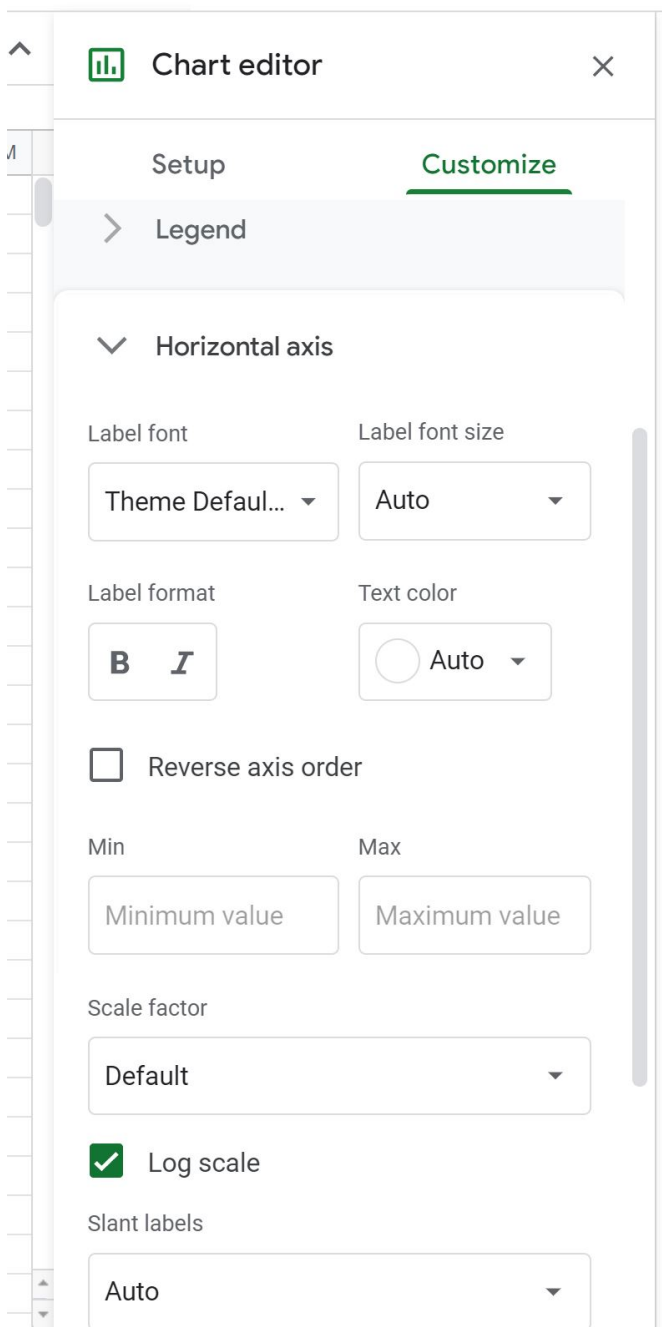 Chart editor
M
Setup Customize
Legend
Horizontal axis
Label font Label font size
Theme Defaul... Auto
Label format Text color
B I Auto
Reverse axis order
Min Max
Minimum value Maximum value
Scale factor
Default
Log scale
Slant labels
Auto